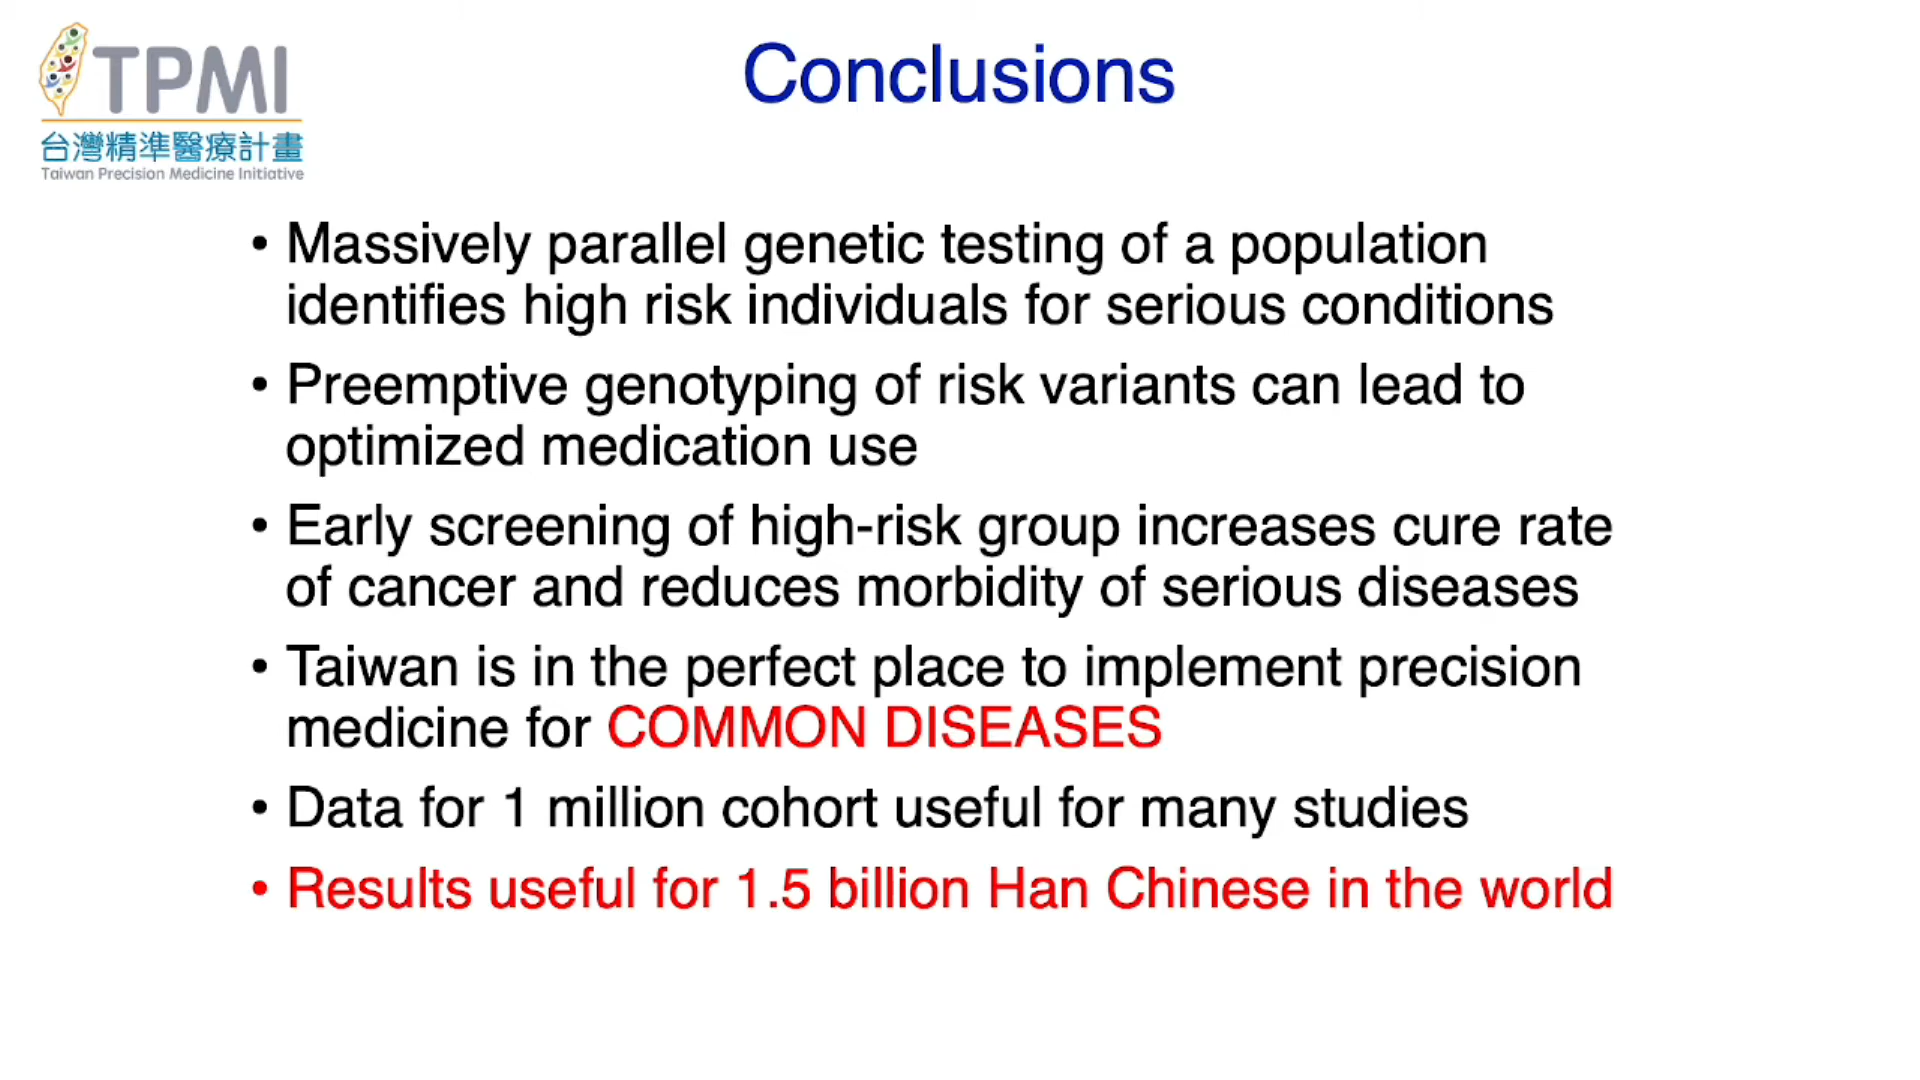 TPMI
台灣精準醫療計畫
Taiwan Precision Medicine Initiative
Conclusions
• Massively parallel genetic testing of a population
identifies high risk individuals for serious conditions
• Preemptive genotyping of risk variants can lead to
optimized medication use
• Early screening of high-risk group increases cure rate
of cancer and reduces morbidity of serious diseases
• Taiwan is in the perfect place to implement precision
medicine for COMMON DISEASES
• Data for 1 million cohort useful for many studies
• Results useful for 1.5 billion Han Chinese in the world